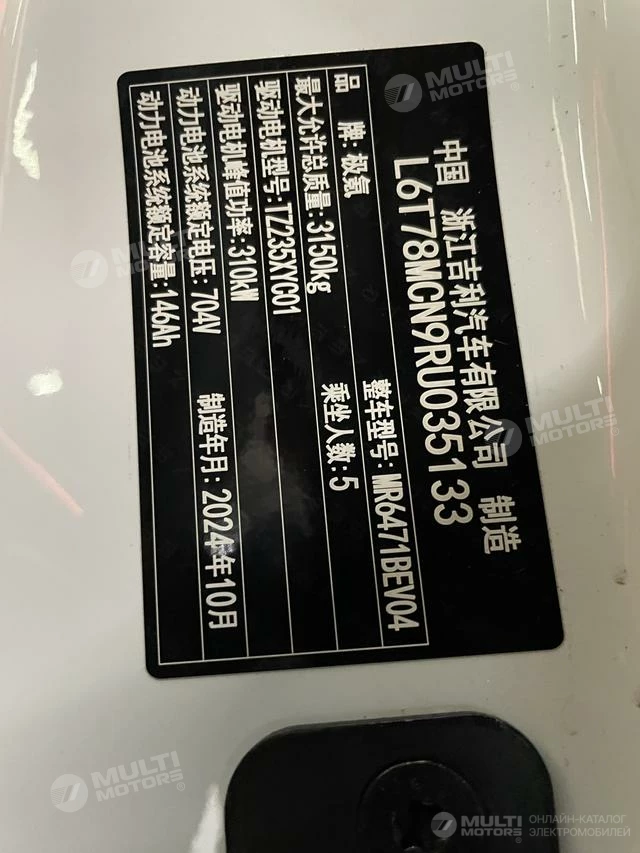 中国 浙江吉利汽车有限公司 制造
L6T78MCN9RU035133
品 牌:极氪 整车型号:MR6471BEV04
最大允许总质量:3150kg 乘坐人数:5
驱动电机型号:TZ235XYC01
驱动电机峰值功率:310kW
动力电池系统额定电压:704V 制造年月:2024年10月
动力电池系统额定容量:146Ah
MULTI MOTORS®
MULTI MOTORS®
MULTI MOTORS®
MULTI MOTORS®
MULTI MOTORS® ОНЛАЙН-КАТАЛОГ ЭЛЕКТРОМОБИЛЕЙ